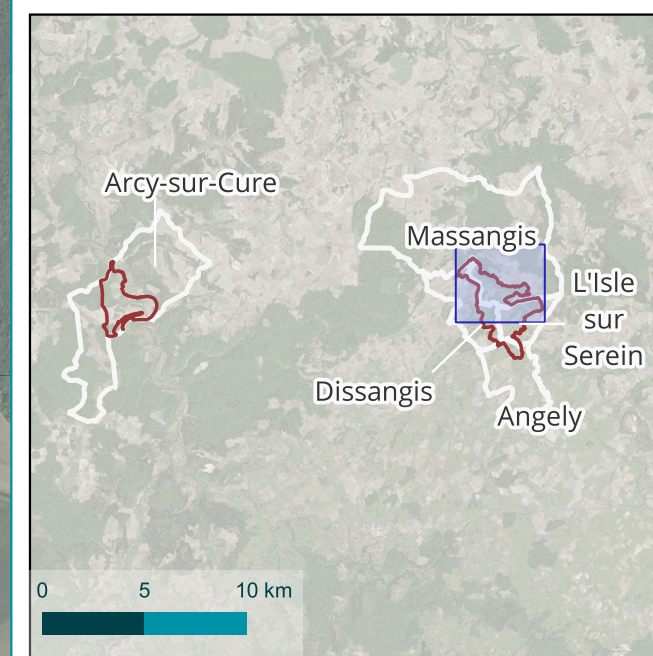 Arcy-sur-Cure
Massangis
L'Isle
sur
Serein
Dissangis
Angely
0 5 10 km